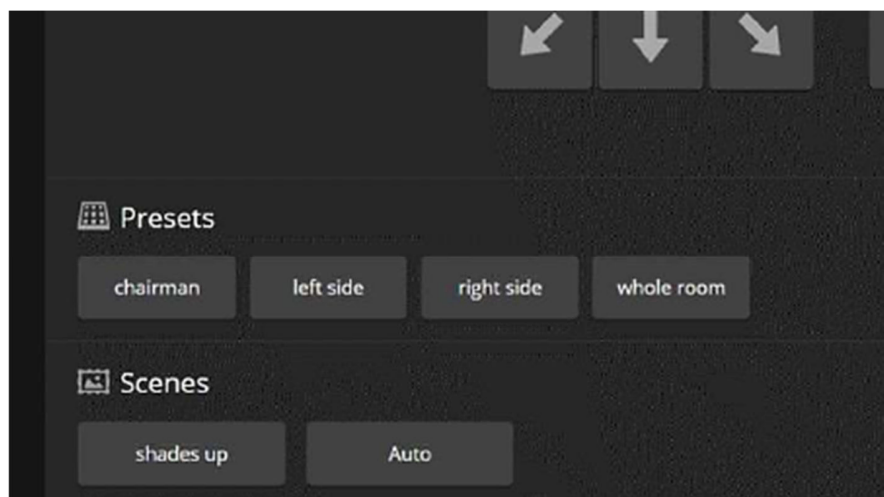 Presets
chairman left side right side whole room
Scenes
shades up Auto